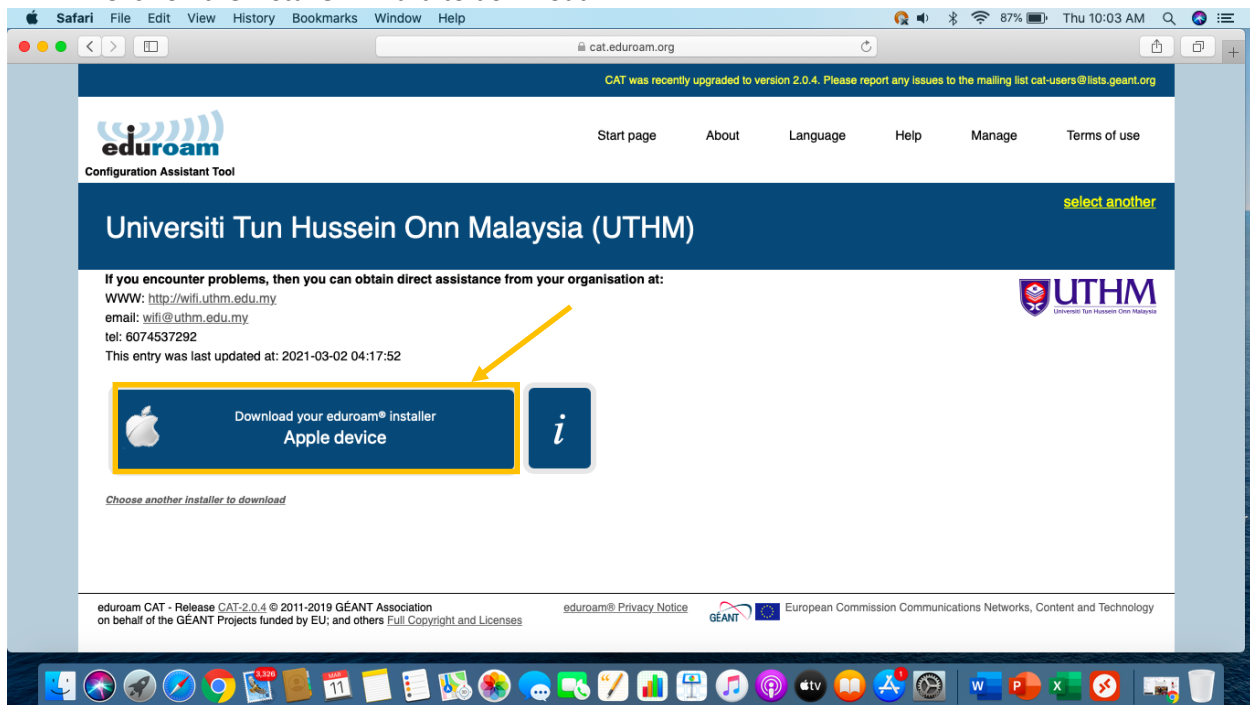 Safari File Edit View History Bookmarks Window Help 87% Thu 10:03 AM
cat.eduroam.org
CAT was recently upgraded to version 2.0.4. Please report any issues to the mailing list cat-users@lists.geant.org
eduroam
Configuration Assistant Tool
Start page About Language Help Manage Terms of use
select another
Universiti Tun Hussein Onn Malaysia (UTHM)
If you encounter problems, then you can obtain direct assistance from your organisation at:
WWW: http://wifi.uthm.edu.my
email: wifi@uthm.edu.my
tel: 6074537292
This entry was last updated at: 2021-03-02 04:17:52
UTHM
Universiti Tun Hussein Onn Malaysia
Download your eduroam® installer
Apple device
i
Choose another installer to download
eduroam CAT - Release CAT-2.0.4 © 2011-2019 GÉANT Association
on behalf of the GÉANT Projects funded by EU; and others Full Copyright and Licenses
eduroam® Privacy Notice
GÉANT
European Commission Communications Networks, Content and Technology
3,326
MAR
11
tv
1
W
P
X